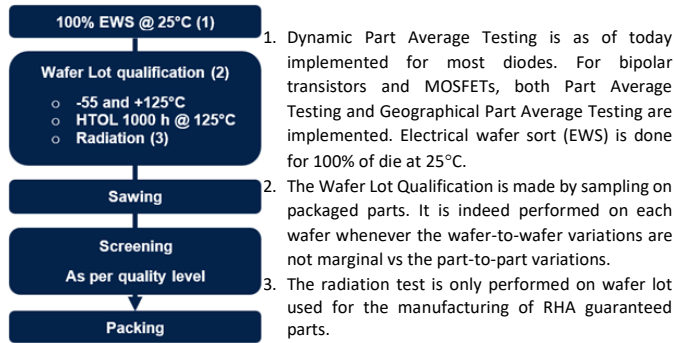 100% EWS @ 25°C (1)
Wafer Lot qualification (2)
o -55 and +125°C
o HTOL 1000 h @ 125°C
o Radiation (3)
Sawing
Screening
As per quality level
Packing
1. Dynamic Part Average Testing is as of today
implemented for most diodes. For bipolar
transistors and MOSFETs, both Part Average
Testing and Geographical Part Average Testing are
implemented. Electrical wafer sort (EWS) is done
for 100% of die at 25°C.
2. The Wafer Lot Qualification is made by sampling on
packaged parts. It is indeed performed on each
wafer whenever the wafer-to-wafer variations are
not marginal vs the part-to-part variations.
3. The radiation test is only performed on wafer lot
used for the manufacturing of RHA guaranteed
parts.